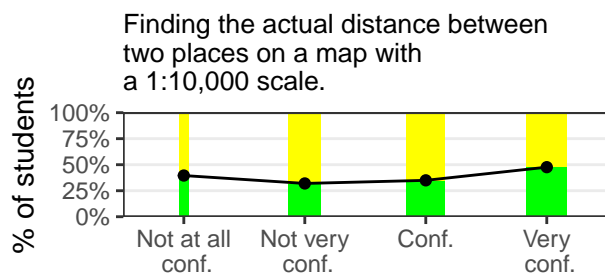 Finding the actual distance between
two places on a map with
a 1:10,000 scale.
% of students
100%
75%
50%
25%
0%
Not at all
conf.
Not very
conf.
Conf.
Very
conf.